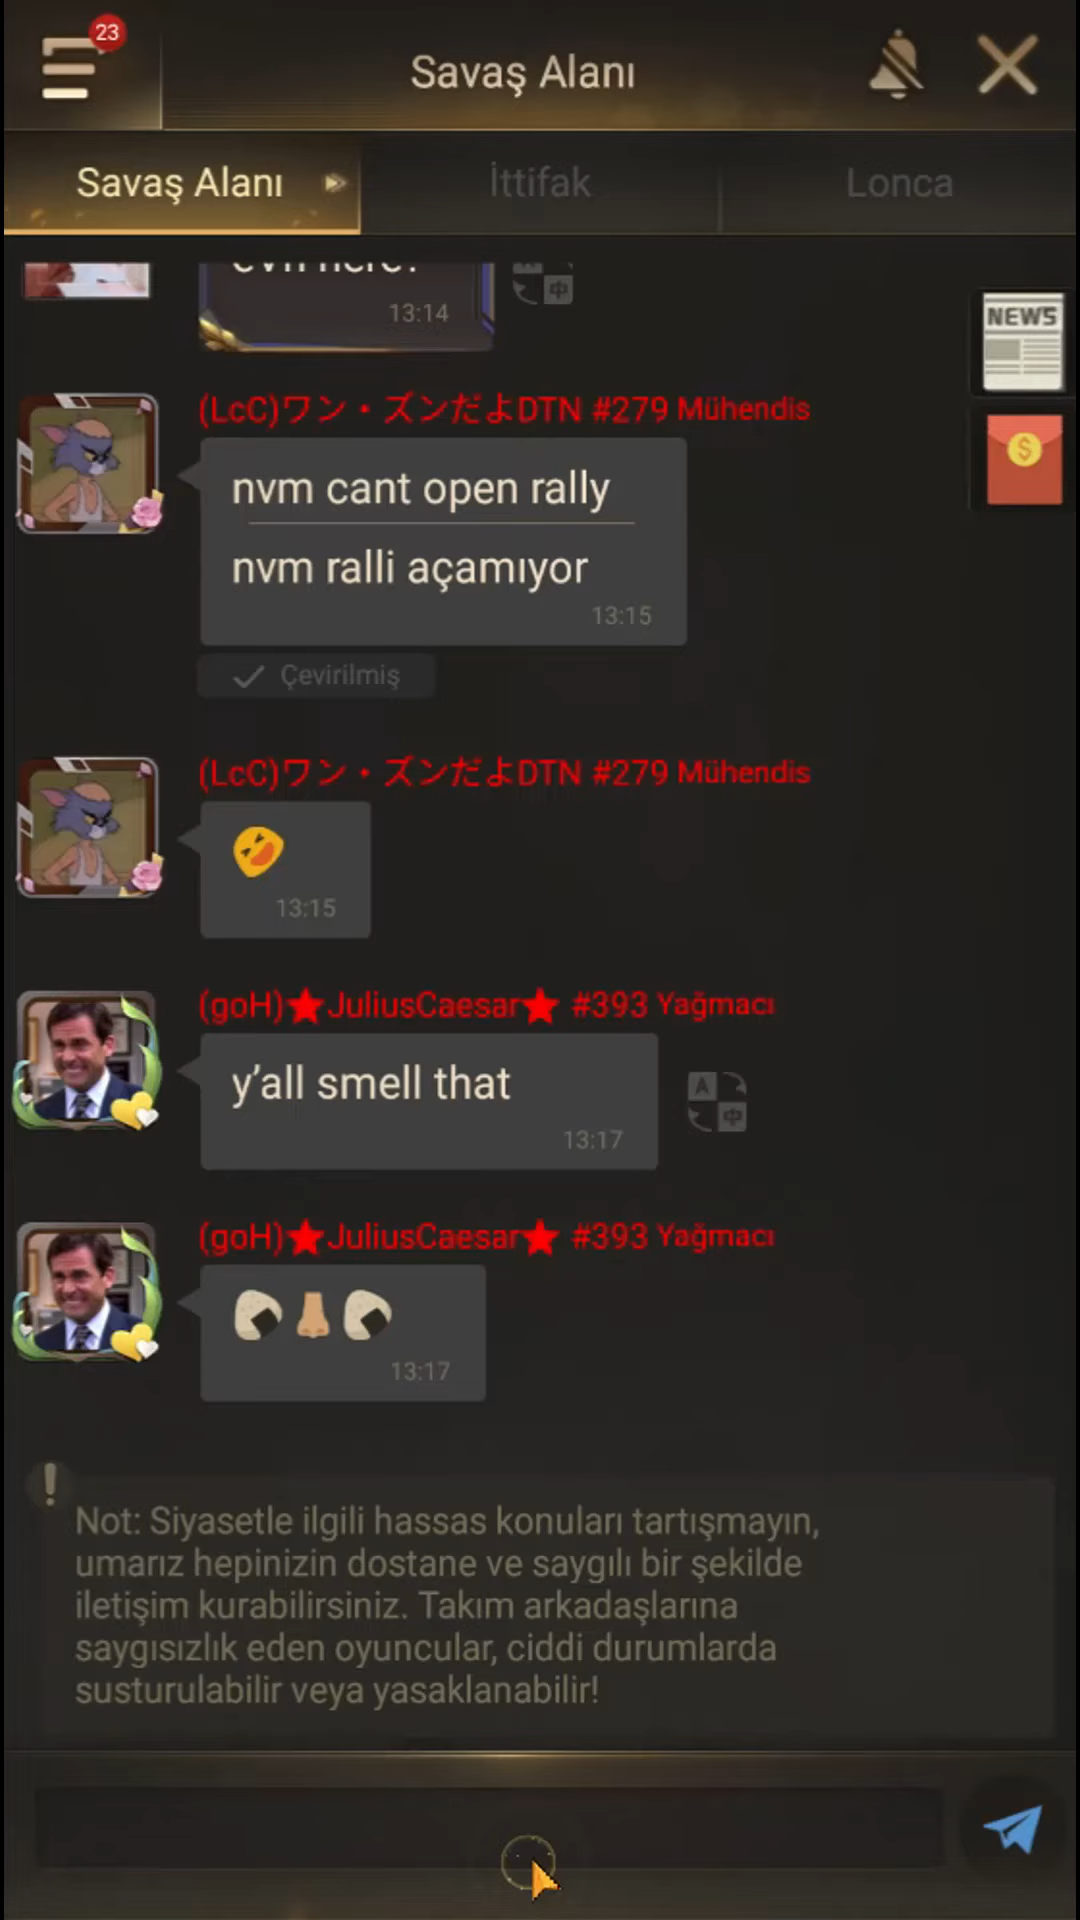 23
Savaş Alanı
Savaş Alanı
İttifak
Lonca
13:14
NEWS
(LcC)ワン・ズンだよDTN #279 Mühendis
nvm cant open rally
nvm ralli açamıyor
13:15
Çevirilmiş
(LcC)ワン・ズンだよDTN #279 Mühendis
🤣
13:15
(goH)★JuliusCaesar★ #393 Yağmacı
y’all smell that
13:17
(goH)★JuliusCaesar★ #393 Yağmacı
🍙👃🍙
13:17
Not: Siyasetle ilgili hassas konuları tartışmayın,
umarız hepinizin dostane ve saygılı bir şekilde
iletişim kurabilirsiniz. Takım arkadaşlarına
saygısızlık eden oyuncular, ciddi durumlarda
susturulabilir veya yasaklanabilir!